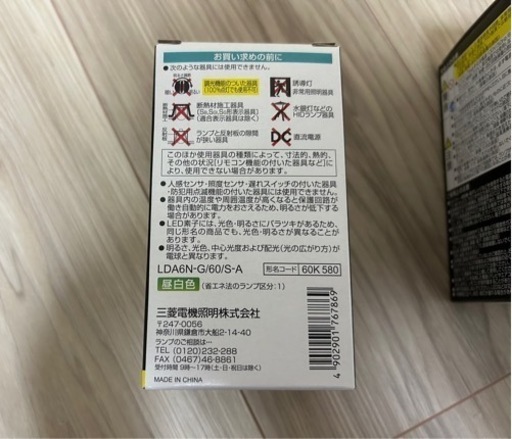 お買い求めの前に
●次のような器具には使用できません。
調光機能のついた器具
(100%点灯でも使用不可)
誘導灯
非常用照明器具
断熱材施工器具
(SB,SGI,SG形表示器具)
(適合表示器具は除く)
水銀灯などの
HIDランプ器具
ランプと反射板の隙間
が狭い器具
直流電源
このほか使用器具の種類によって、寸法的、熱的、
その他の状況[リモコン機能の付いた器具など]によ
り、使用できない場合があります。
●人感センサ・照度センサ・遅れスイッチの付いた器具
・防犯用点滅機能の付いた器具には使用できません。
●器具内の温度や周囲温度が高くなると保護回路が
働き自動的に電力をおさえるため、明るさが低下する
場合があります。
●LED素子には、光色・明るさにバラツキがあるため、
同じ形名の商品でも、光色・明るさが異なることが
あります。
●明るさ、光色、中心光度および配光(光の広がり方)が
電球と異なります。
LDA6N-G/60/S-A
形名コード 60K 580
昼白色 (省エネ法のランプ区分:1)
三菱電機照明株式会社
〒247-0056
神奈川県鎌倉市大船2-14-40
ランプのご相談は―
TEL (0120)232-288
FAX (0467)46-8861
受付時間 9時~17時(土・日・祝日は除く)
MADE IN CHINA
4 902901 767869